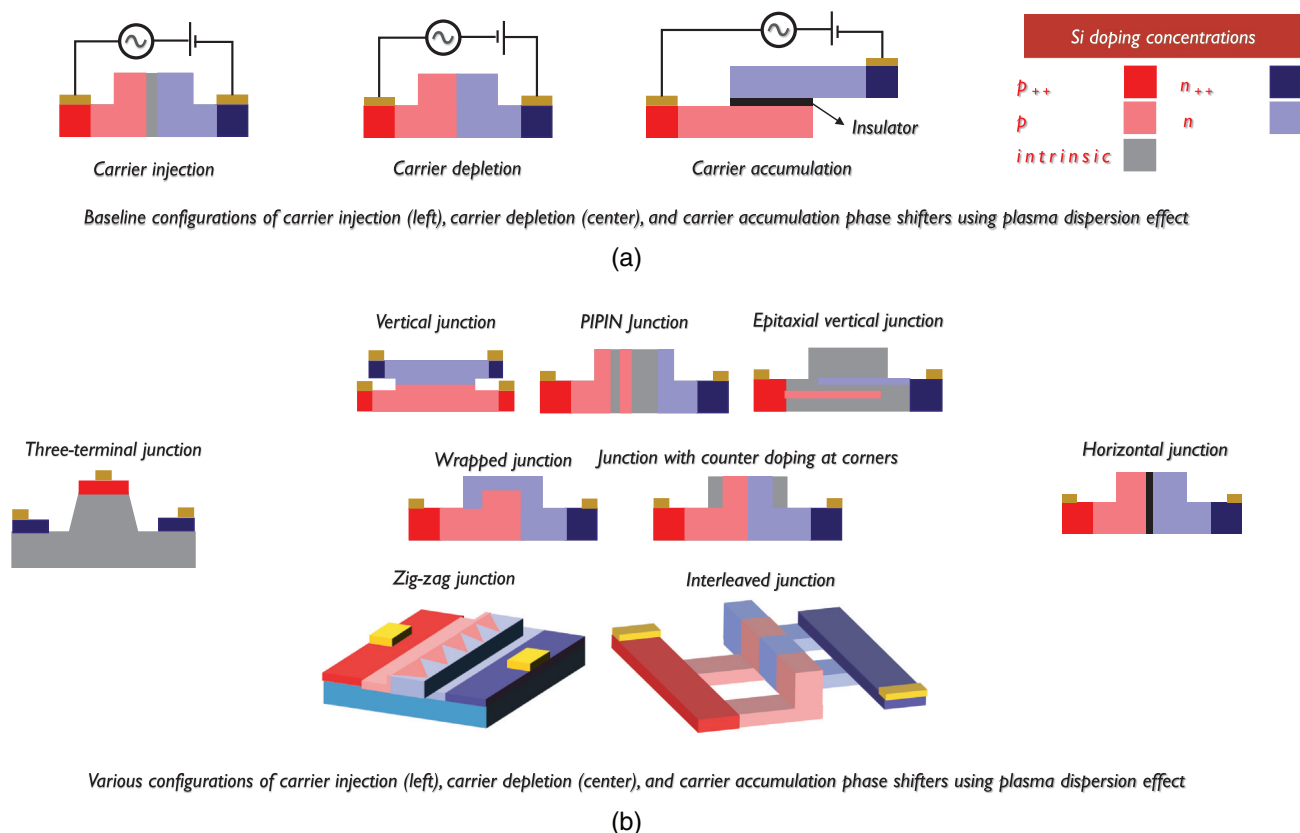 Si doping concentrations
p++ n++
p n
intrinsic
Insulator
Carrier injection
Carrier depletion
Carrier accumulation
Baseline configurations of carrier injection (left), carrier depletion (center), and carrier accumulation phase shifters using plasma dispersion effect
(a)
Vertical junction
PIPIN Junction
Epitaxial vertical junction
Three-terminal junction
Wrapped junction
Junction with counter doping at corners
Horizontal junction
Zig-zag junction
Interleaved junction
Various configurations of carrier injection (left), carrier depletion (center), and carrier accumulation phase shifters using plasma dispersion effect
(b)